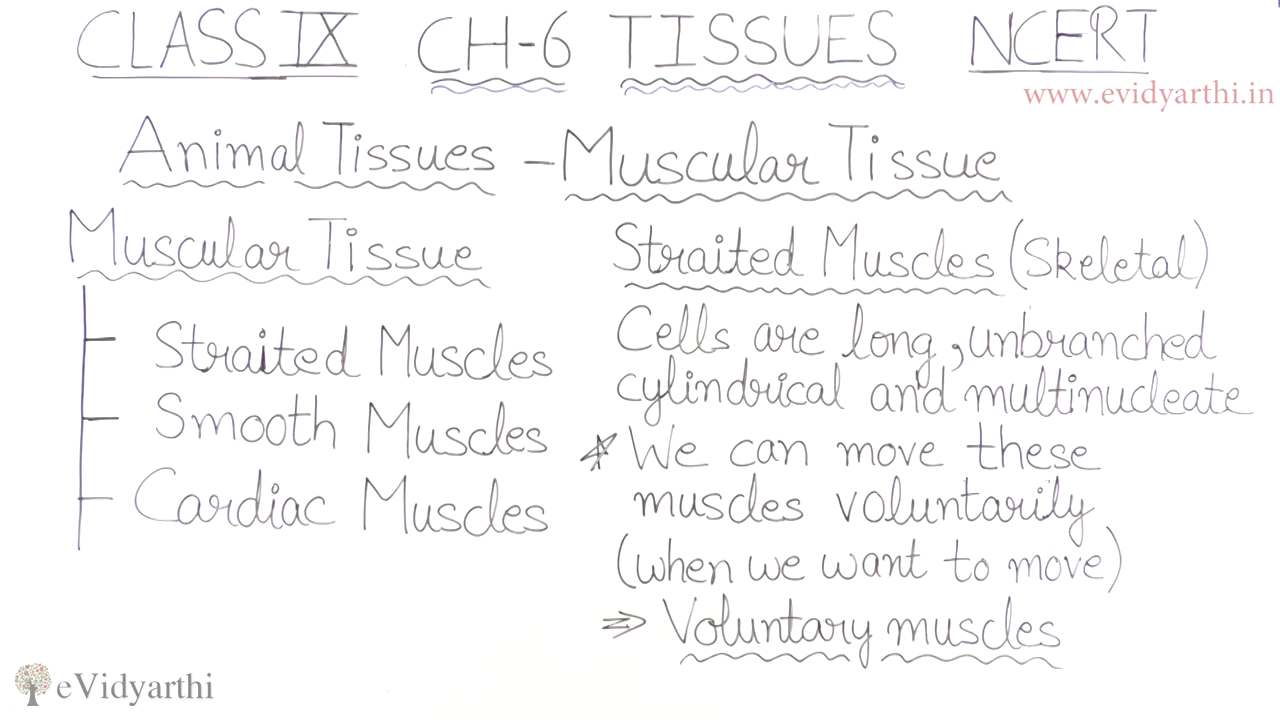 CLASS IX CH-6 TISSUES NCERT
www.evidyarthi.in
Animal Tissues - Muscular Tissue
Muscular Tissue
Straited Muscles
Smooth Muscles
Cardiac Muscles
Straited Muscles (Skeletal)
Cells are long, unbranched
cylindrical and multinucleate
* We can move these
muscles voluntarily
(when we want to move)
⇒ Voluntary muscles
eVidyarthi